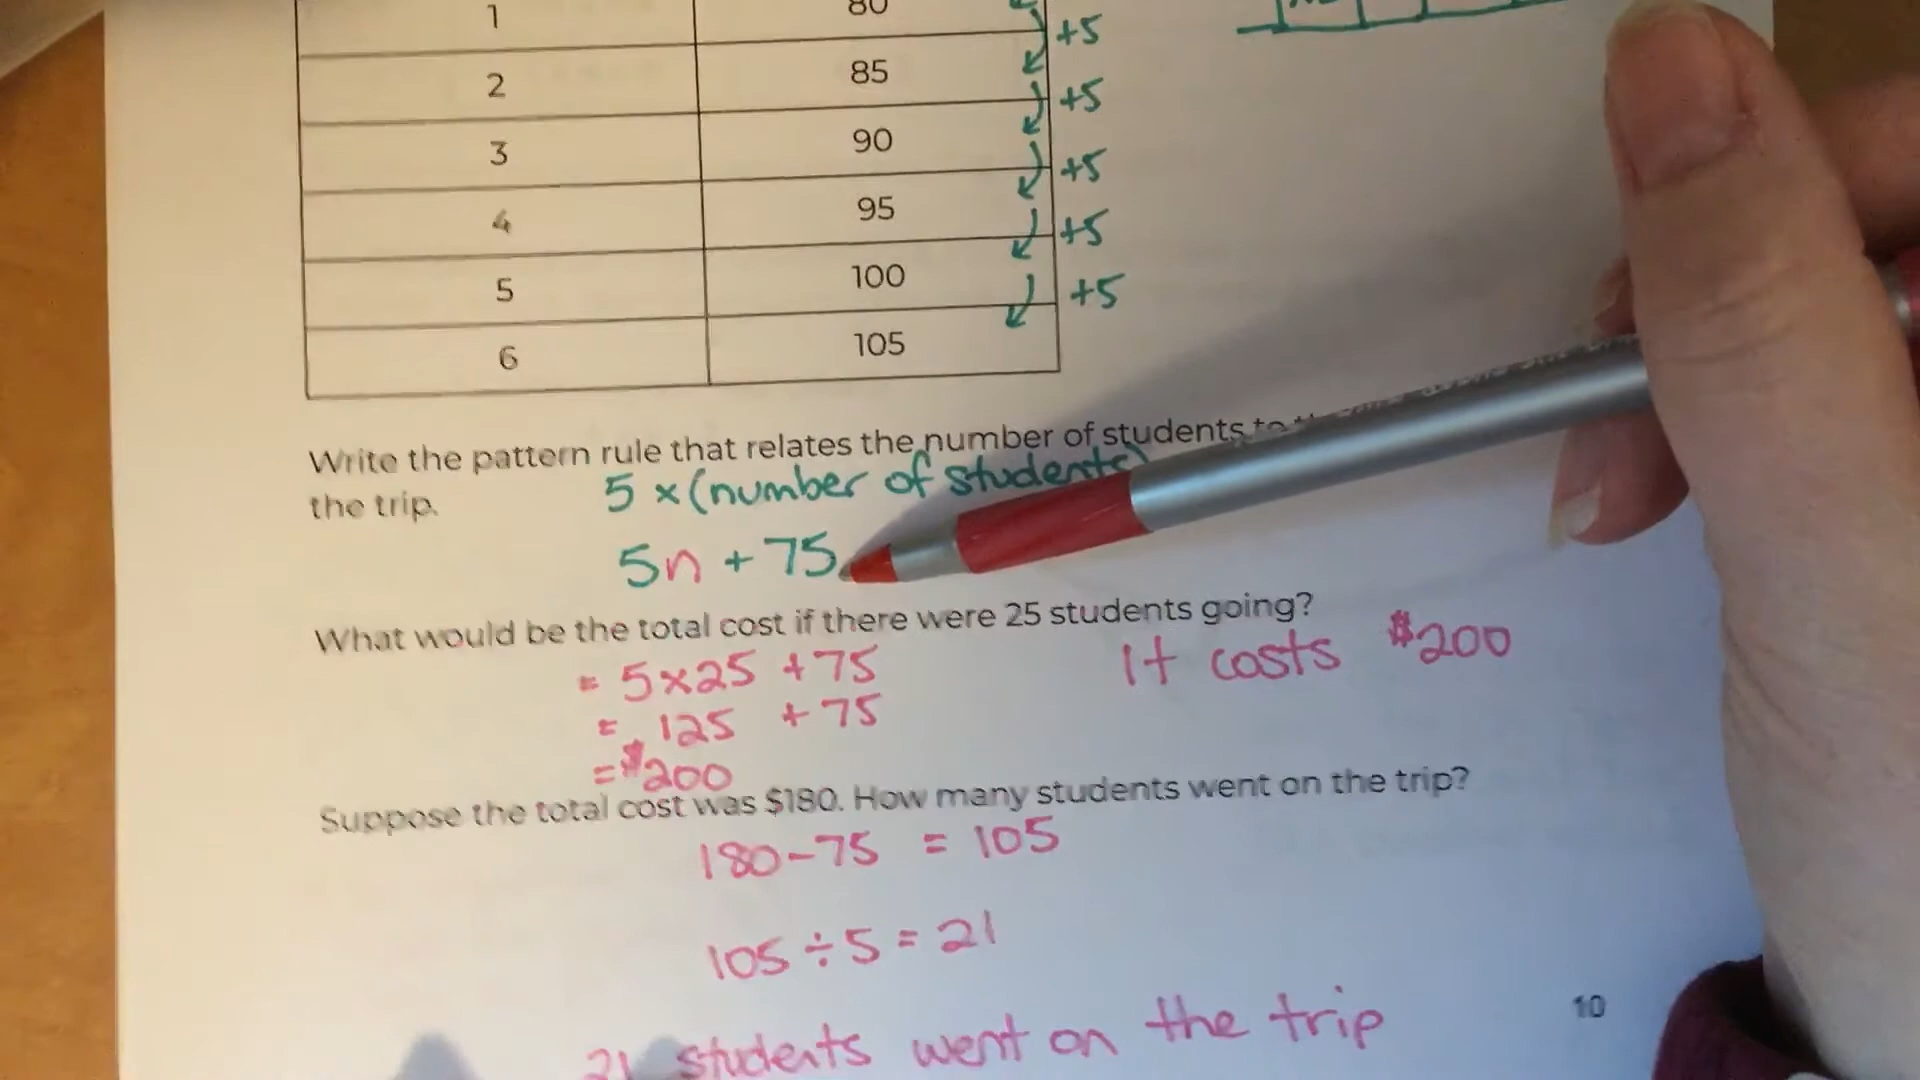 1 80
+5
2 85
+5
3 90
+5
4 95
+5
5 100
+5
6 105
Write the pattern rule that relates the number of students to
the trip.
5 x (number of students)
5n + 75
What would be the total cost if there were 25 students going?
= 5x25 + 75
It costs $200
= 125 + 75
= $200
Suppose the total cost was $180. How many students went on the trip?
180-75 = 105
105 ÷ 5 = 21
21 students went on the trip
10